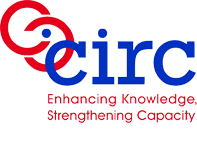 circ
Enhancing Knowledge,
Strengthening Capacity